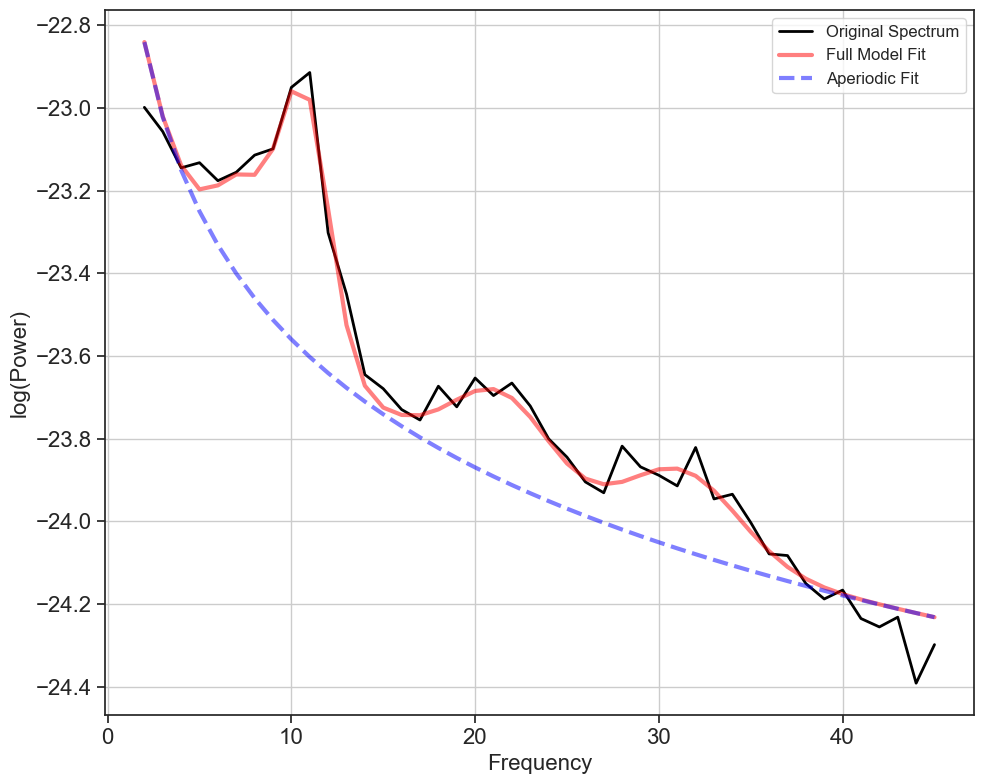 Original Spectrum
Full Model Fit
Aperiodic Fit
log(Power)
−22.8
−23.0
−23.2
−23.4
−23.6
−23.8
−24.0
−24.2
−24.4
0 10 20 30 40
Frequency